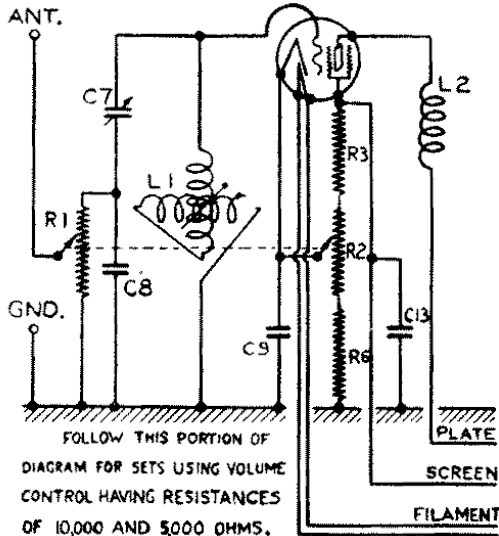 ANT.
C7
L2
R3
L1
R1
R2
C8
GND.
C9
C13
R6
FOLLOW THIS PORTION OF
DIAGRAM FOR SETS USING VOLUME
CONTROL HAVING RESISTANCES
OF 10,000 AND 5,000 OHMS.
PLATE
SCREEN
FILAMENT